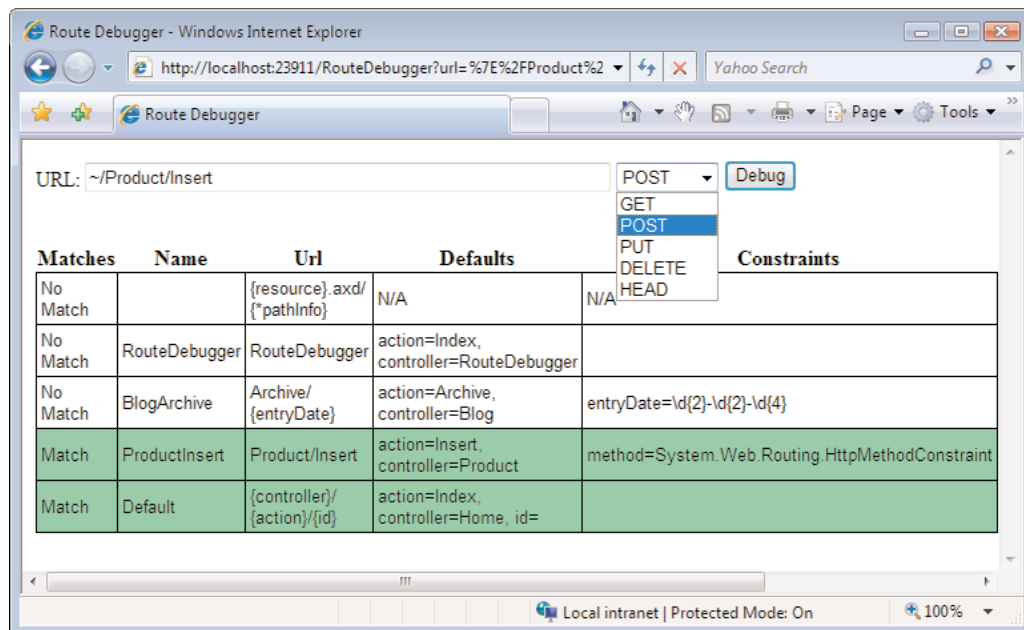 Route Debugger - Windows Internet Explorer
http://localhost:23911/RouteDebugger?url=%7E%2FProduct%2
Yahoo Search
Route Debugger
Page
Tools
URL: ~/Product/Insert POST Debug
GET
POST
PUT
DELETE
HEAD
Matches Name Url Defaults Constraints
No Match {resource}.axd/ {*pathInfo} N/A N/A
No Match RouteDebugger RouteDebugger action=Index, controller=RouteDebugger
No Match BlogArchive Archive/ {entryDate} action=Archive, controller=Blog entryDate=\d{2}-\d{2}-\d{4}
Match ProductInsert Product/Insert action=Insert, controller=Product method=System.Web.Routing.HttpMethodConstraint
Match Default {controller}/ {action}/{id} action=Index, controller=Home, id=
Local intranet | Protected Mode: On 100%